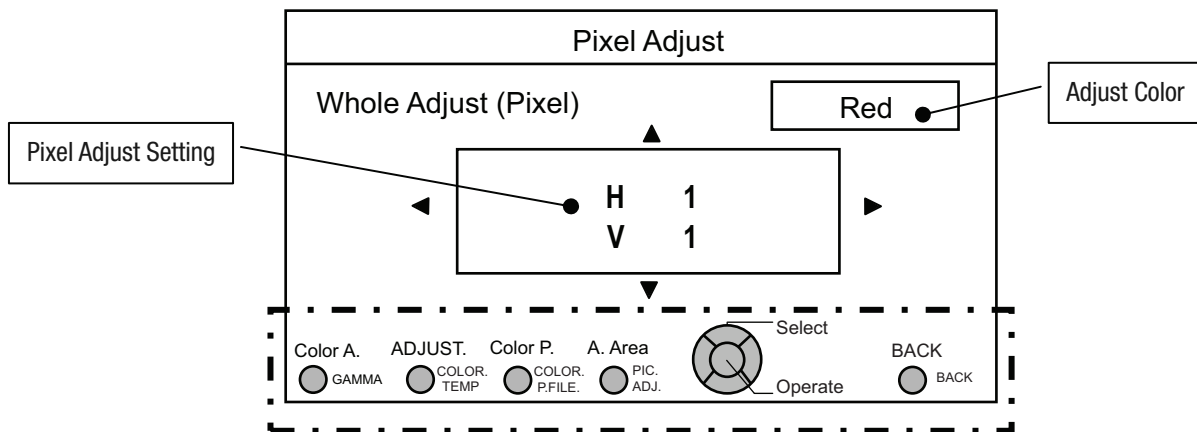 Pixel Adjust
Whole Adjust (Pixel)
Red
Adjust Color
Pixel Adjust Setting
H 1
V 1
Color A.
GAMMA
ADJUST.
COLOR.
TEMP
Color P.
COLOR.
P.FILE.
A. Area
PIC.
ADJ.
Select
Operate
BACK
BACK